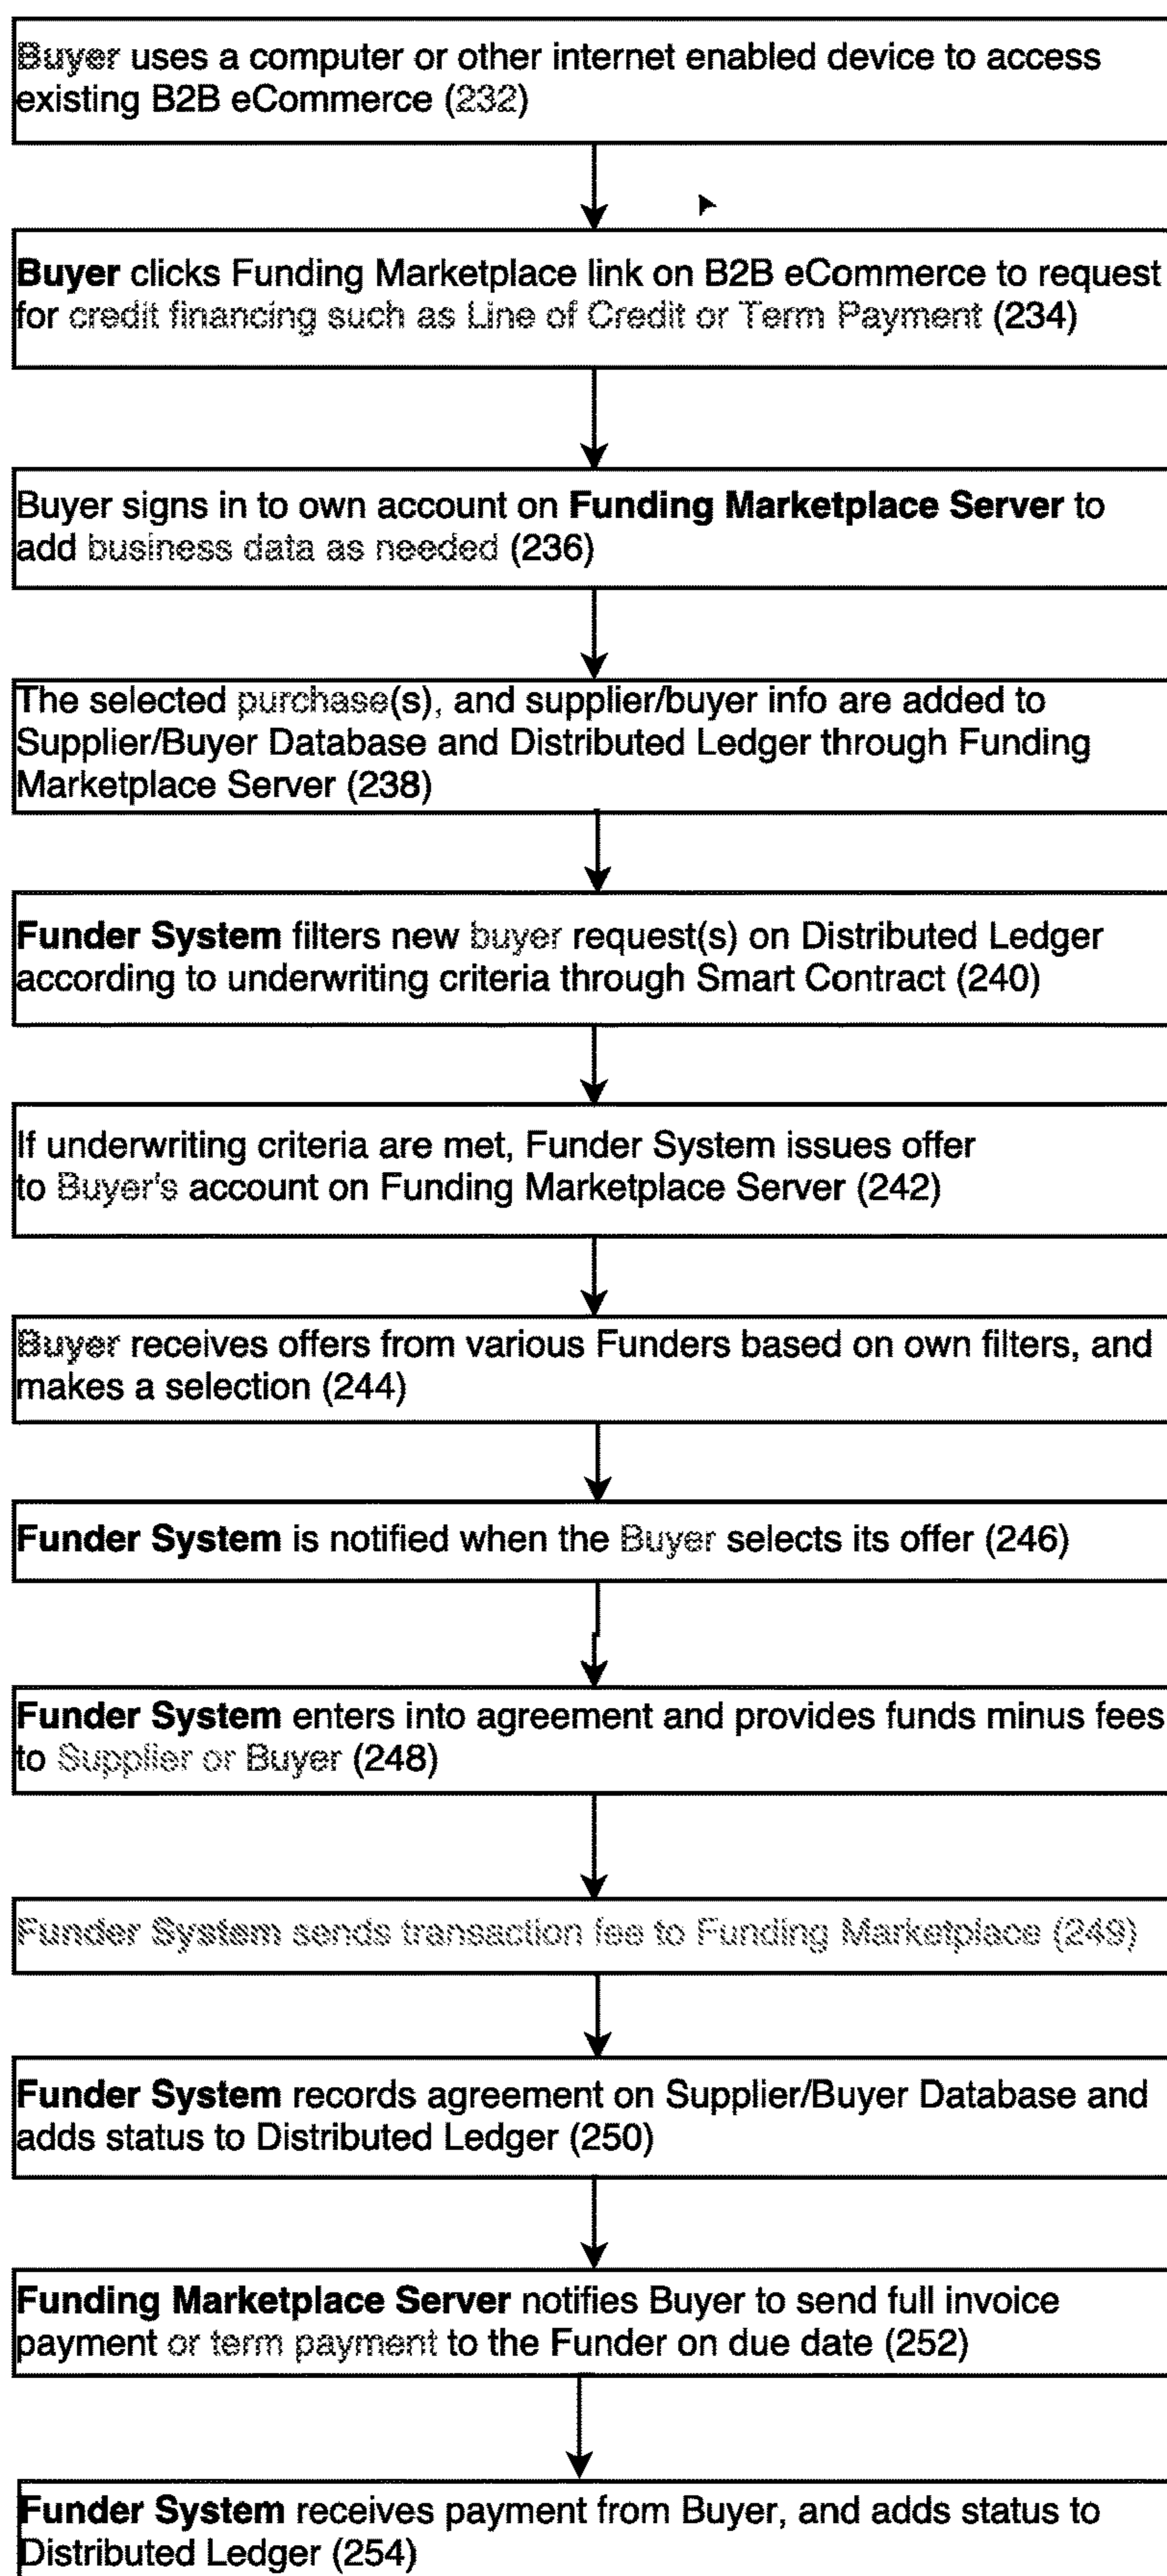 Buyer uses a computer or other internet enabled device to access
existing B2B eCommerce (232)
Buyer clicks Funding Marketplace link on B2B eCommerce to request
for credit financing such as Line of Credit or Term Payment (234)
Buyer signs in to own account on Funding Marketplace Server to
add business data as needed (236)
The selected purchase(s), and supplier/buyer info are added to
Supplier/Buyer Database and Distributed Ledger through Funding
Marketplace Server (238)
Funder System filters new buyer request(s) on Distributed Ledger
according to underwriting criteria through Smart Contract (240)
If underwriting criteria are met, Funder System issues offer
to Buyer's account on Funding Marketplace Server (242)
Buyer receives offers from various Funders based on own filters, and
makes a selection (244)
Funder System is notified when the Buyer selects its offer (246)
Funder System enters into agreement and provides funds minus fees
to Supplier or Buyer (248)
Funder System sends transaction fee to Funding Marketplace (249)
Funder System records agreement on Supplier/Buyer Database and
adds status to Distributed Ledger (250)
Funding Marketplace Server notifies Buyer to send full invoice
payment or term payment to the Funder on due date (252)
Funder System receives payment from Buyer, and adds status to
Distributed Ledger (254)